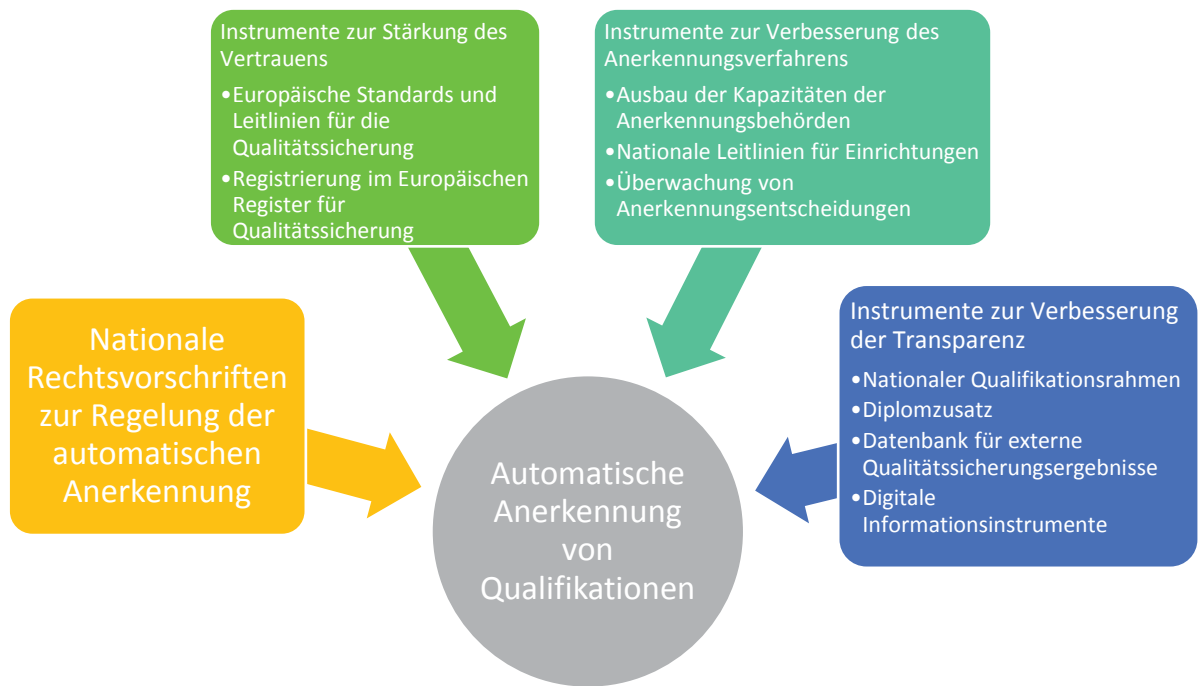 Instrumente zur Stärkung des
Vertrauens
•Europäische Standards und
Leitlinien für die
Qualitätssicherung
•Registrierung im Europäischen
Register für
Qualitätssicherung
Instrumente zur Verbesserung des
Anerkennungsverfahrens
•Ausbau der Kapazitäten der
Anerkennungsbehörden
•Nationale Leitlinien für Einrichtungen
•Überwachung von
Anerkennungsentscheidungen
Nationale
Rechtsvorschriften
zur Regelung der
automatischen
Anerkennung
Instrumente zur Verbesserung
der Transparenz
•Nationaler Qualifikationsrahmen
•Diplomzusatz
•Datenbank für externe
Qualitätssicherungsergebnisse
•Digitale
Informationsinstrumente
Automatische
Anerkennung
von
Qualifikationen